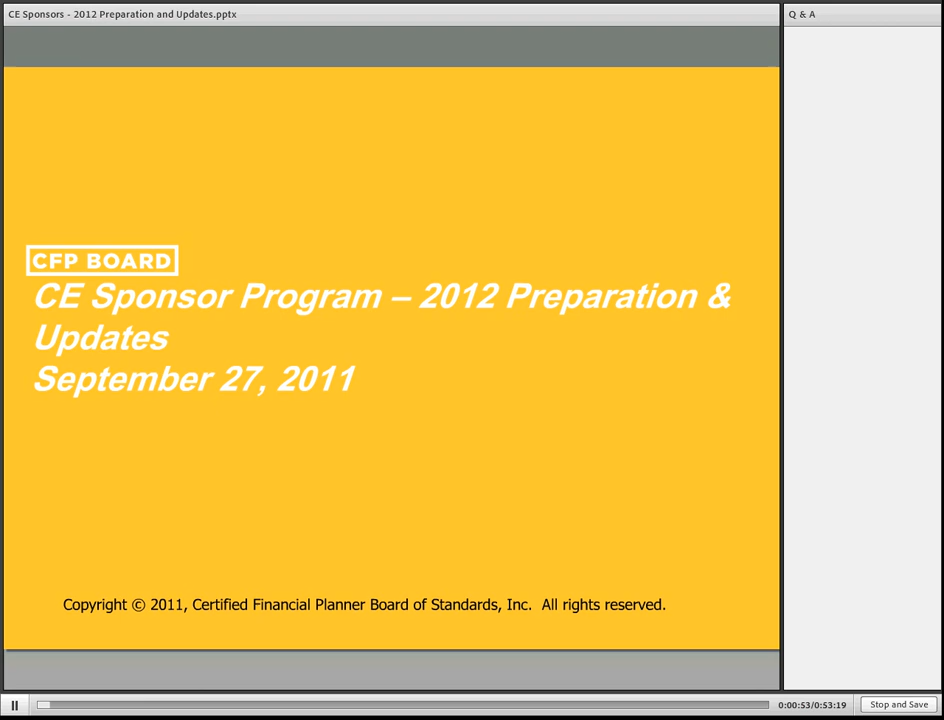 CE Sponsors - 2012 Preparation and Updates.pptx
Q & A
CFP BOARD
CE Sponsor Program – 2012 Preparation &
Updates
September 27, 2011
Copyright © 2011, Certified Financial Planner Board of Standards, Inc. All rights reserved.
0:00:53/0:53:19
Stop and Save